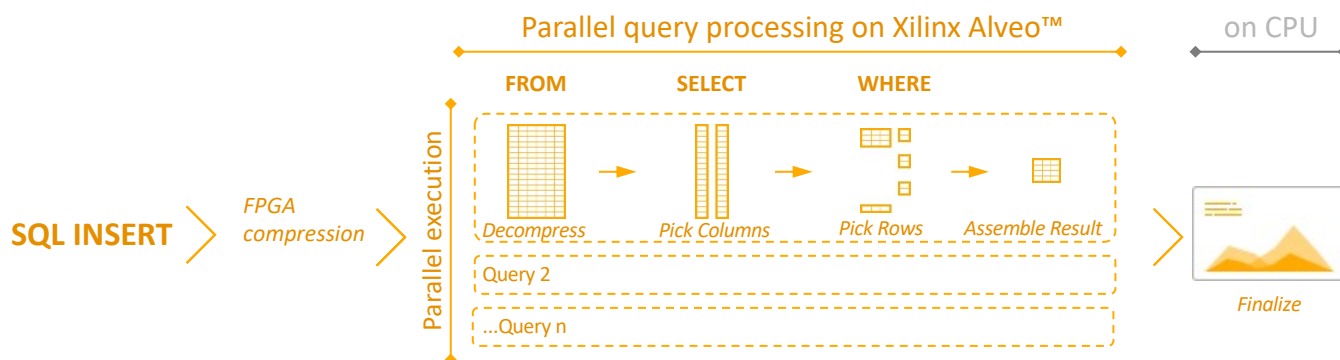 Parallel query processing on Xilinx Alveo™
on CPU
FROM
SELECT
WHERE
Parallel execution
SQL INSERT
FPGA
compression
Decompress
Pick Columns
Pick Rows
Assemble Result
Query 2
...Query n
Finalize